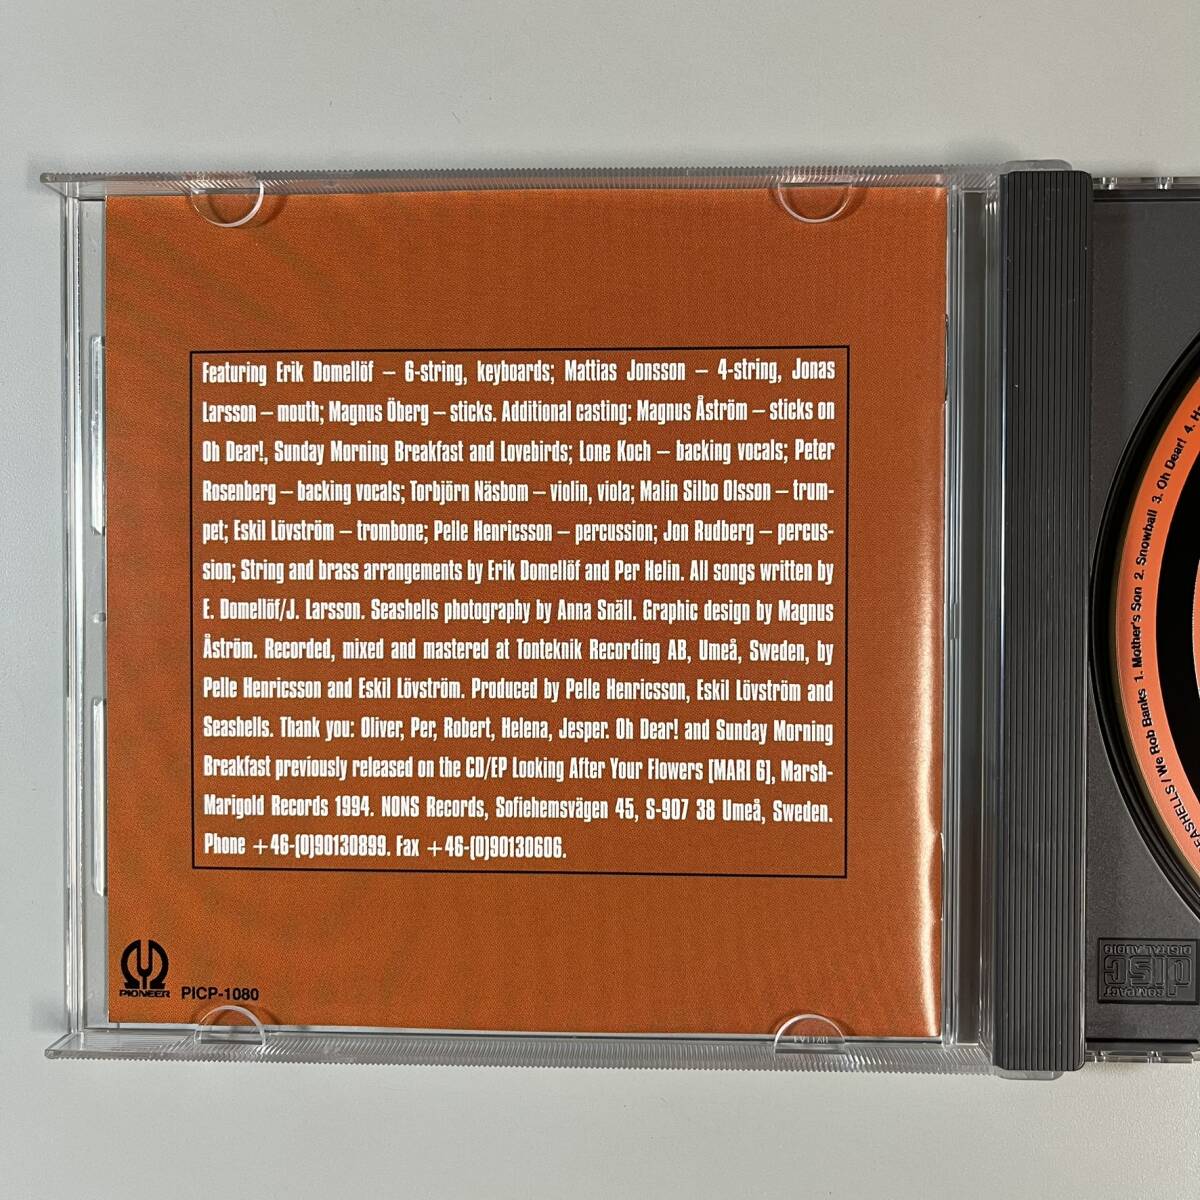 Featuring Erik Domellöf – 6-string, keyboards; Mattias Jonsson – 4-string, Jonas
Larsson – mouth; Magnus Öberg – sticks. Additional casting: Magnus Åström – sticks on
Oh Dear!, Sunday Morning Breakfast and Lovebirds; Lone Koch – backing vocals; Peter
Rosenberg – backing vocals; Torbjörn Näsbom – violin, viola; Malin Silbo Olsson – trum-
pet; Eskil Lövström – trombone; Pelle Henricsson – percussion; Jon Rudberg – percus-
sion; String and brass arrangements by Erik Domellöf and Per Helin. All songs written by
E. Domellöf/J. Larsson. Seashells photography by Anna Snäll. Graphic design by Magnus
Åström. Recorded, mixed and mastered at Tonteknik Recording AB, Umeå, Sweden, by
Pelle Henricsson and Eskil Lövström. Produced by Pelle Henricsson, Eskil Lövström and
Seashells. Thank you: Oliver, Per, Robert, Helena, Jesper. Oh Dear! and Sunday Morning
Breakfast previously released on the CD/EP Looking After Your Flowers [MARI 6], Marsh-
Marigold Records 1994. NONS Records, Sofiehemsvägen 45, S-907 38 Umeå, Sweden.
Phone +46-(0)90130899. Fax +46-(0)90130606.
PIONEER
PICP-1080
SEASHELLS / We Rob Banks 1. Mother's Son 2. Snowball 3. Oh Dear! 4.
COMPACT
disc
DIGITAL AUDIO